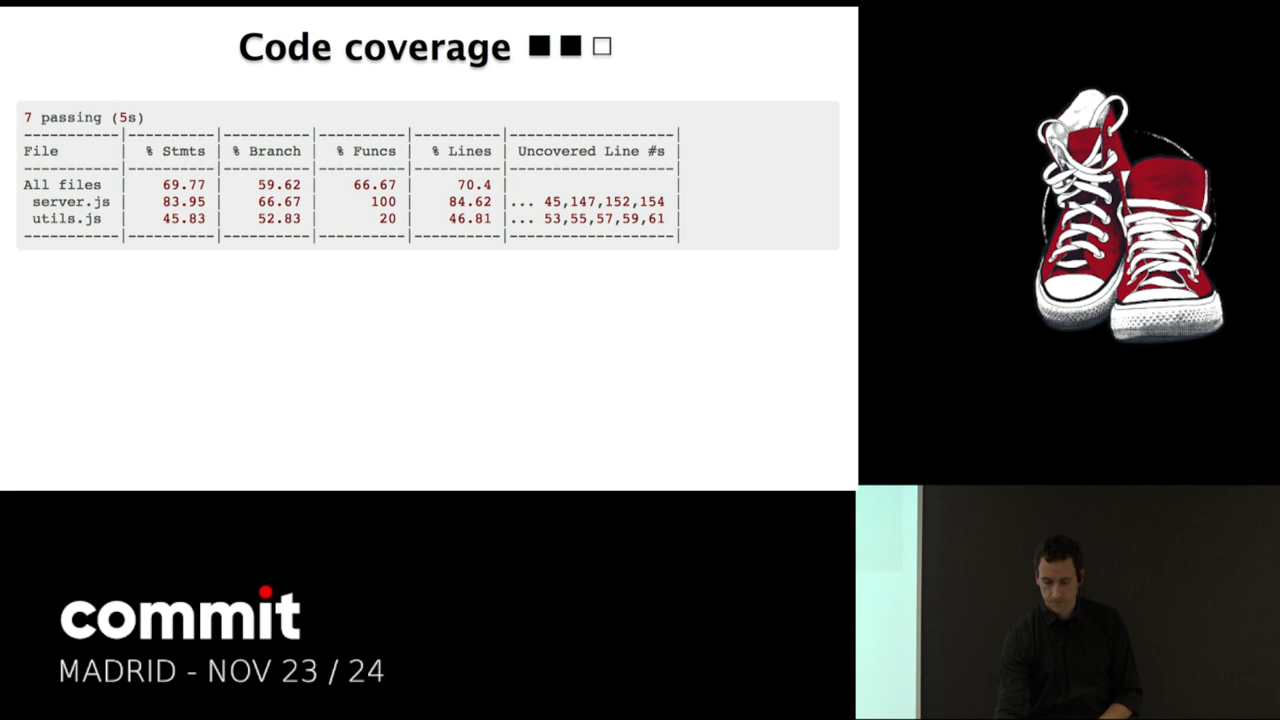 Code coverage
7 passing (5s)
-----------|----------|----------|----------|----------|-------------------|
File | % Stmts | % Branch | % Funcs | % Lines | Uncovered Line #s |
-----------|----------|----------|----------|----------|-------------------|
All files | 69.77 | 59.62 | 66.67 | 70.4 | |
server.js | 83.95 | 66.67 | 100 | 84.62 |... 45,147,152,154 |
utils.js | 45.83 | 52.83 | 20 | 46.81 |... 53,55,57,59,61 |
-----------|----------|----------|----------|----------|-------------------|
commit
MADRID - NOV 23 / 24